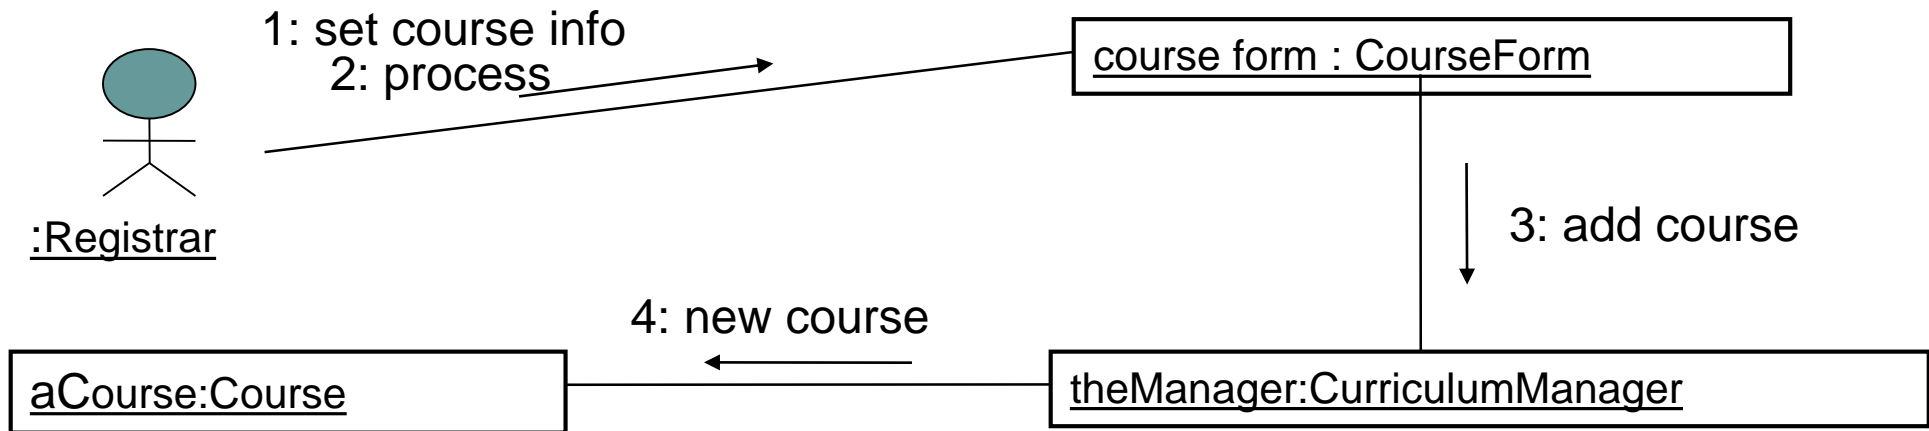 1: set course info
2: process
course form : CourseForm
:Registrar
3: add course
4: new course
aCourse:Course
theManager:CurriculumManager